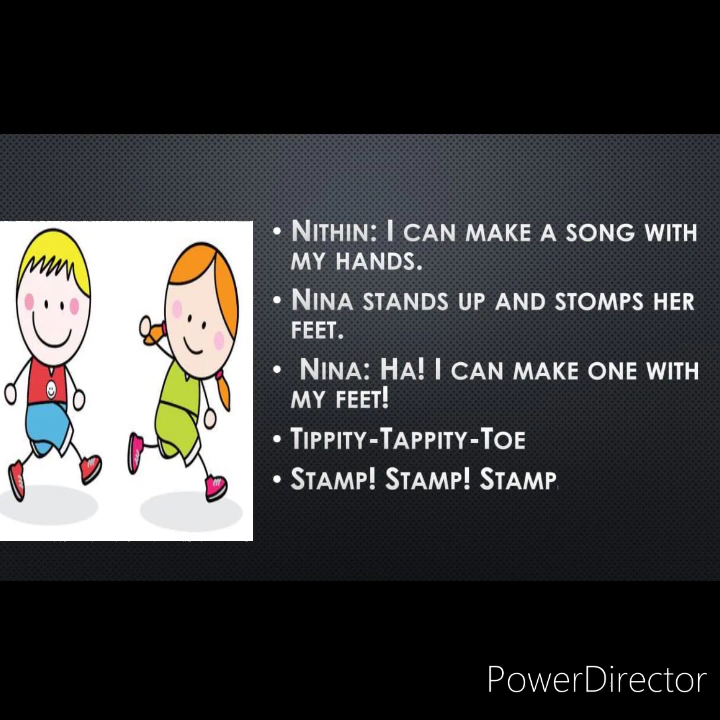 • Nithin: I can make a song with
my hands.
• Nina stands up and stomps her
feet.
• Nina: Ha! I can make one with
my feet!
• Tippity-Tappity-Toe
• Stamp! Stamp! Stamp.
PowerDirector